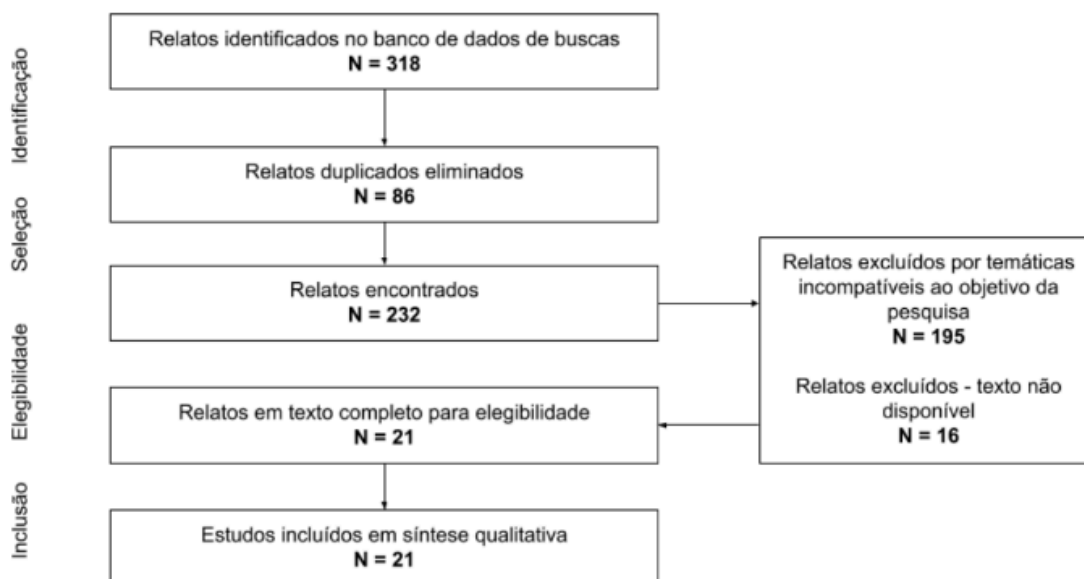 Identificação
Relatos identificados no banco de dados de buscas
N = 318
Relatos duplicados eliminados
N = 86
Seleção
Relatos encontrados
N = 232
Relatos excluídos por temáticas
incompatíveis ao objetivo da
pesquisa
N = 195
Relatos excluídos - texto não
disponível
N = 16
Elegibilidade
Relatos em texto completo para elegibilidade
N = 21
Inclusão
Estudos incluídos em síntese qualitativa
N = 21